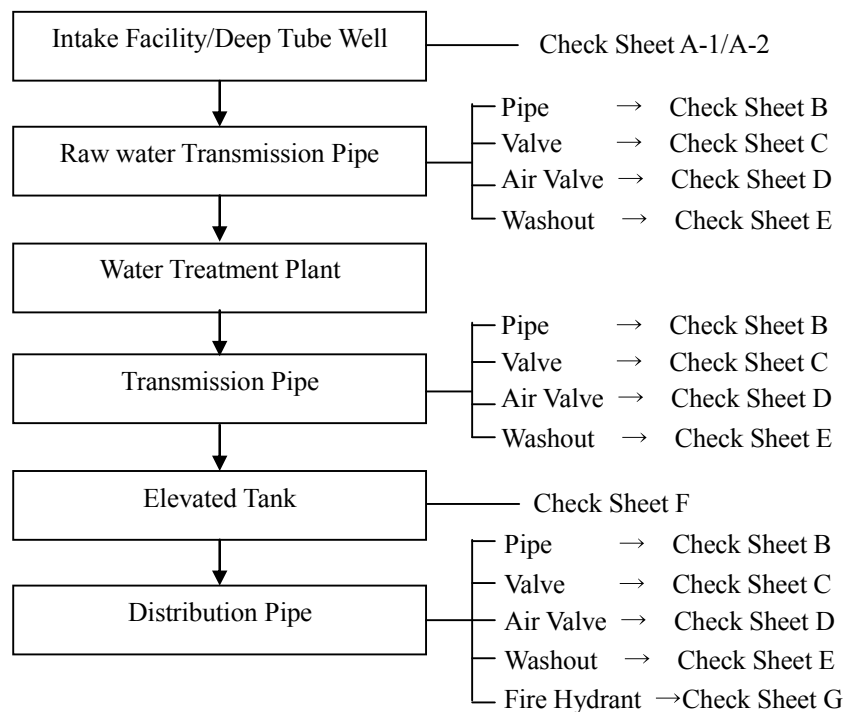 Intake Facility/Deep Tube Well
Check Sheet A-1/A-2
Raw water Transmission Pipe
Pipe → Check Sheet B
Valve → Check Sheet C
Air Valve → Check Sheet D
Washout → Check Sheet E
Water Treatment Plant
Transmission Pipe
Pipe → Check Sheet B
Valve → Check Sheet C
Air Valve → Check Sheet D
Washout → Check Sheet E
Elevated Tank
Check Sheet F
Distribution Pipe
Pipe → Check Sheet B
Valve → Check Sheet C
Air Valve → Check Sheet D
Washout → Check Sheet E
Fire Hydrant →Check Sheet G